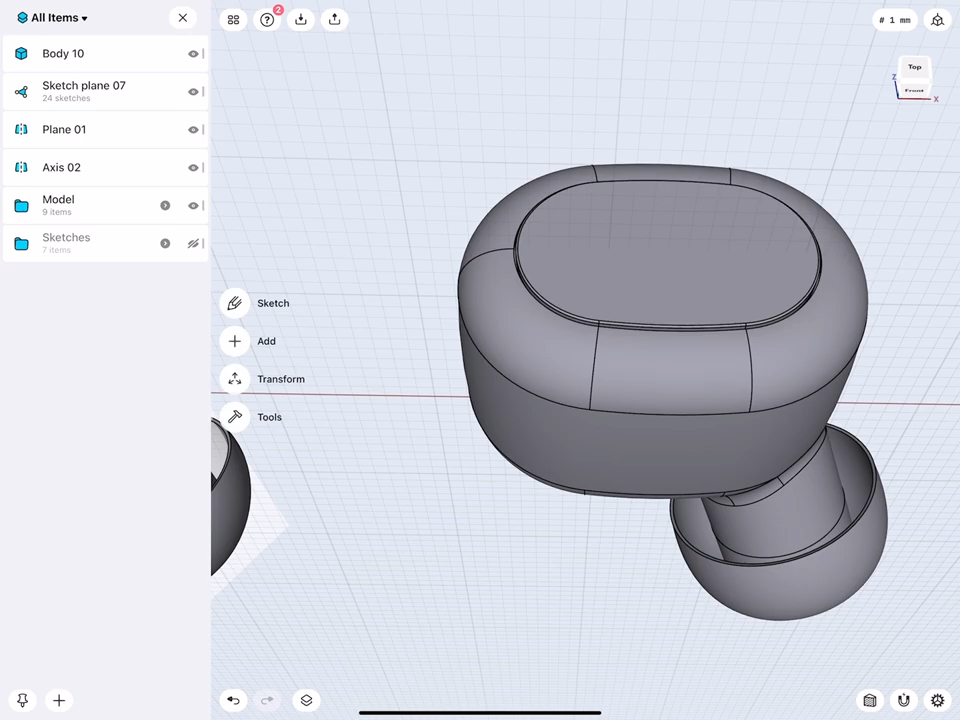 All Items
2
# 1 mm
Body 10
Sketch plane 07
24 sketches
Plane 01
Axis 02
Model
9 items
Sketches
7 items
Top
Front
Z
X
Sketch
Add
Transform
Tools